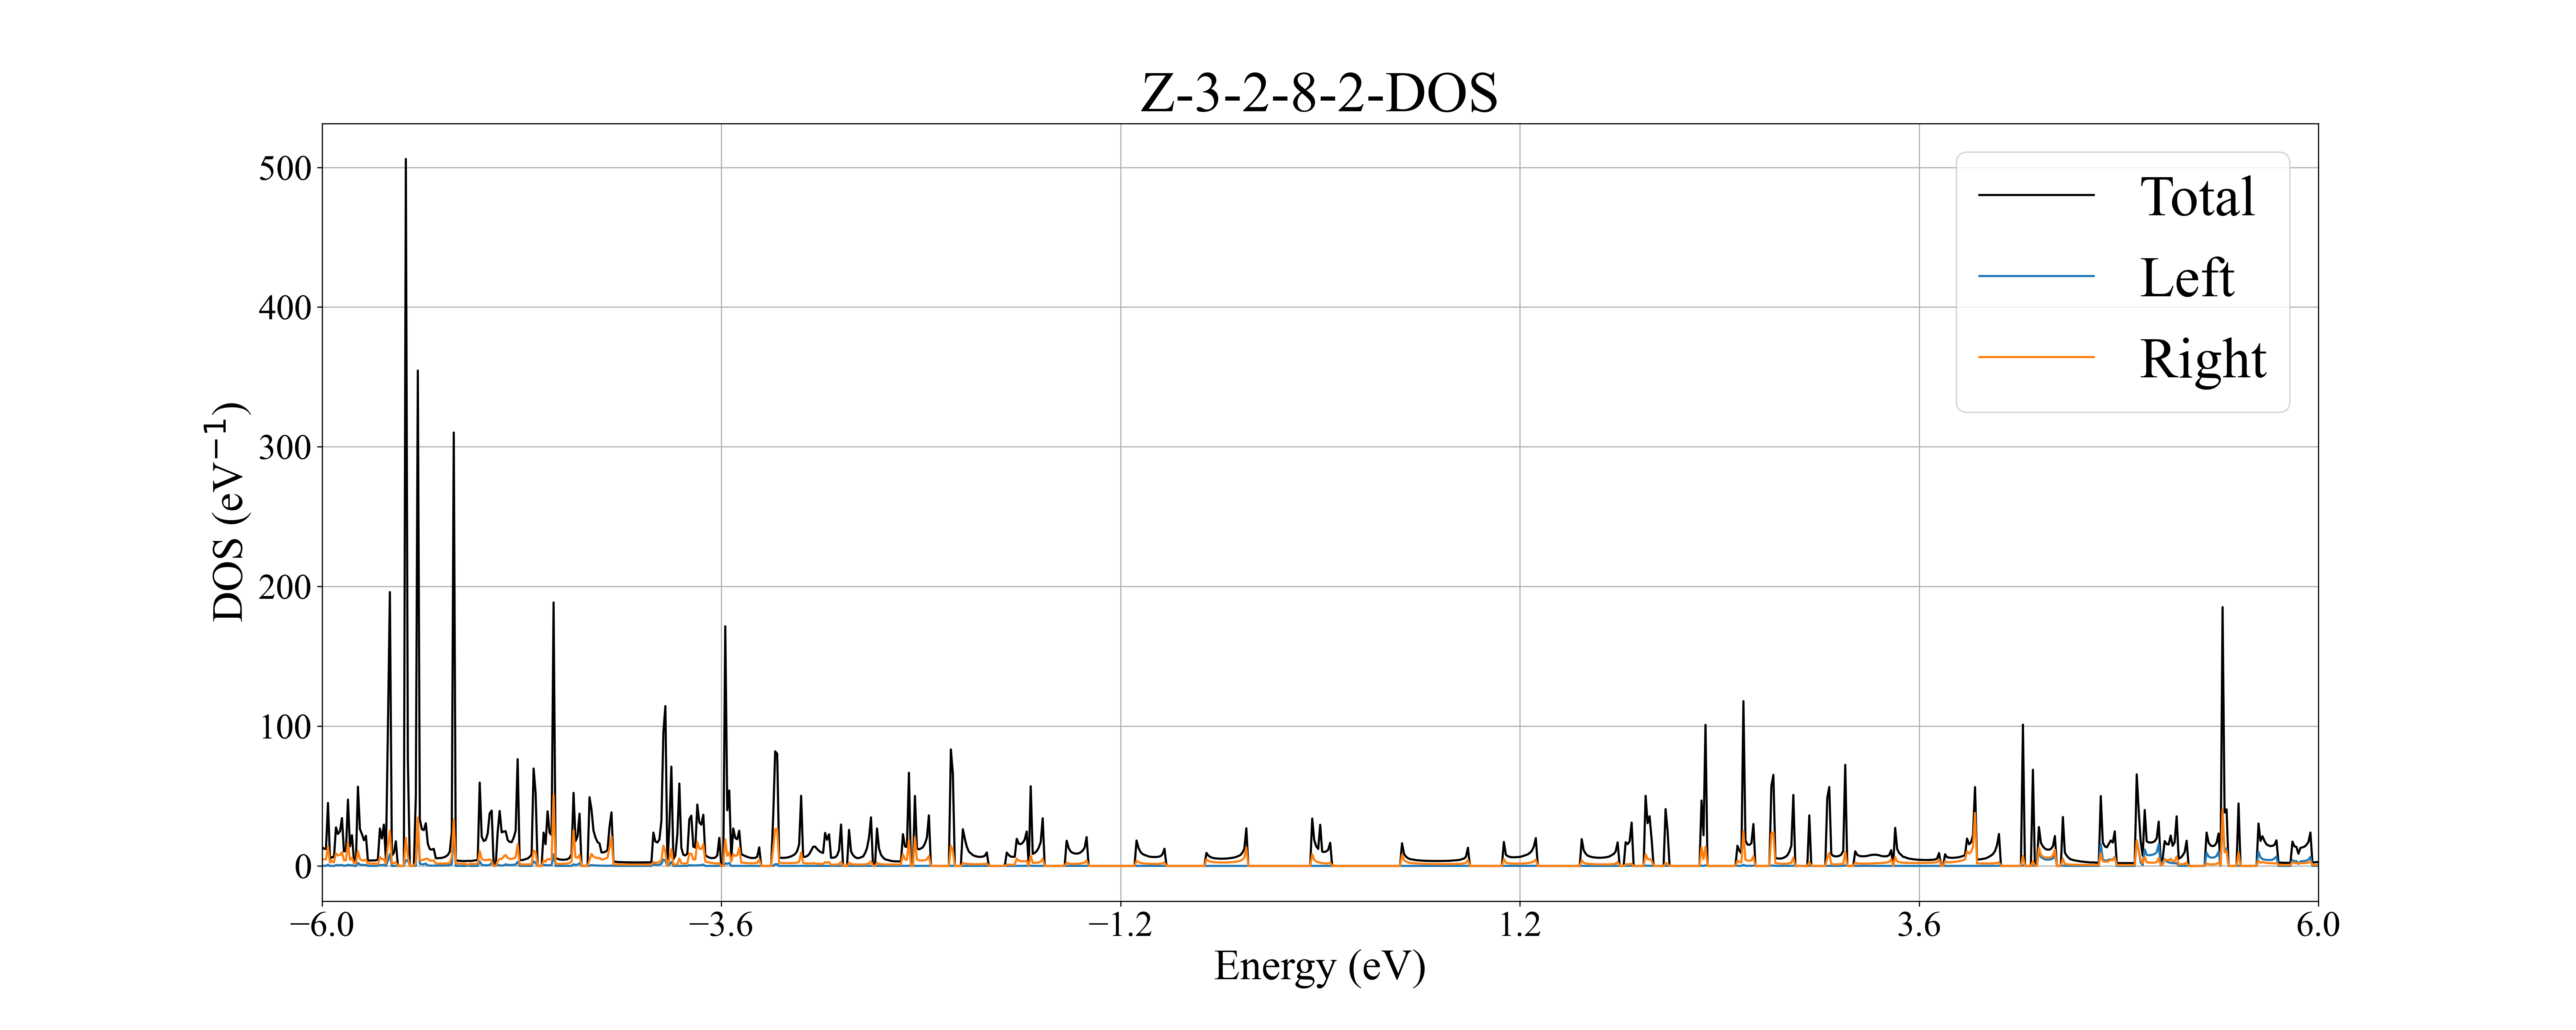 Z-3-2-8-2-DOS
500
400
300
200
100
0
DOS (eV⁻¹)
Total
Left
Right
−6.0 −3.6 −1.2 1.2 3.6 6.0
Energy (eV)